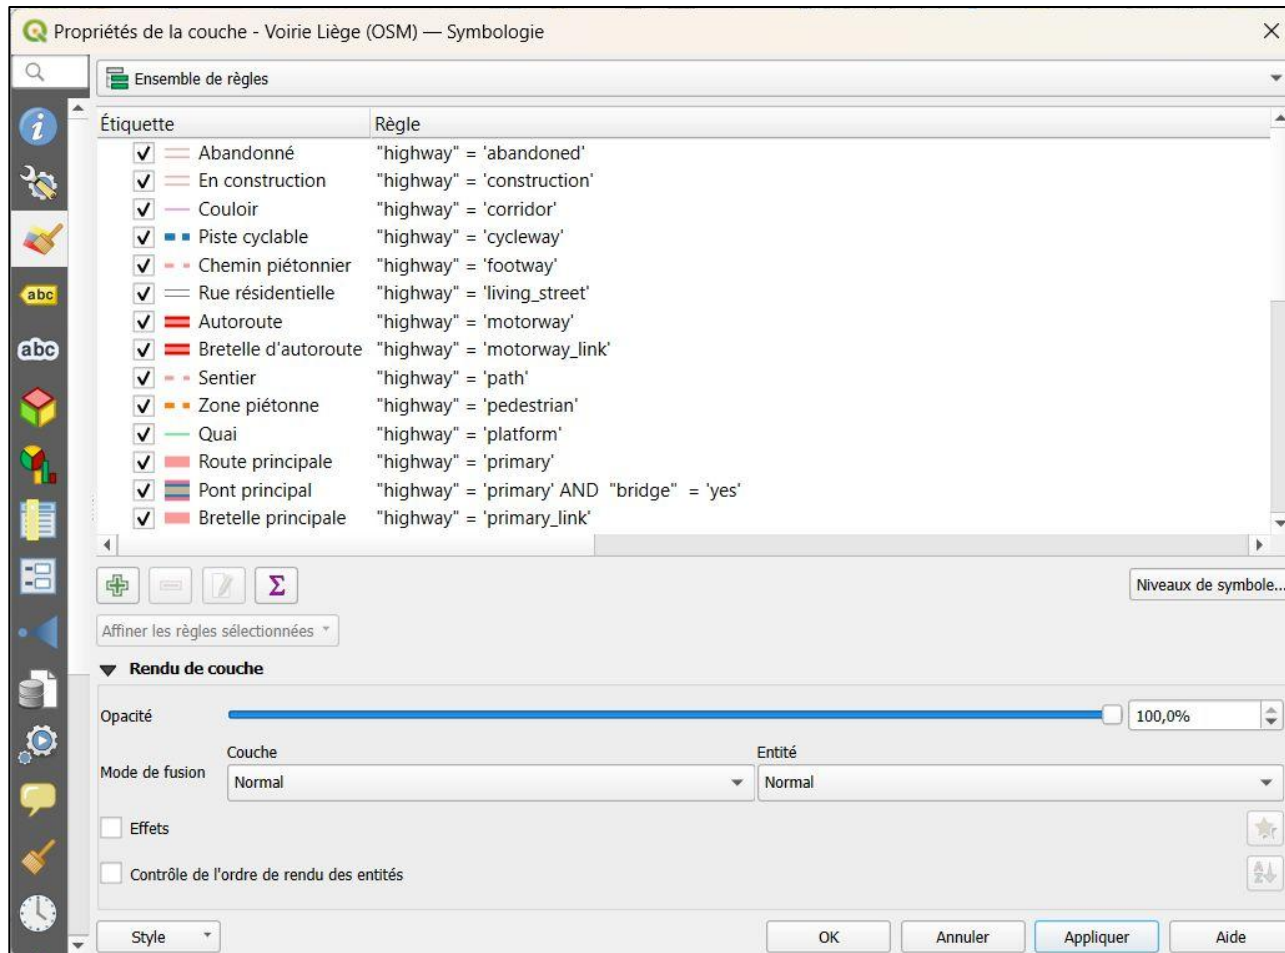 Propriétés de la couche - Voirie Liège (OSM) — Symbologie
Ensemble de règles
Étiquette Règle
Abandonné "highway" = 'abandoned'
En construction "highway" = 'construction'
Couloir "highway" = 'corridor'
Piste cyclable "highway" = 'cycleway'
Chemin piétonnier "highway" = 'footway'
abc Rue résidentielle "highway" = 'living_street'
Autoroute "highway" = 'motorway'
abc Bretelle d'autoroute "highway" = 'motorway_link'
Sentier "highway" = 'path'
Zone piétonne "highway" = 'pedestrian'
Quai "highway" = 'platform'
Route principale "highway" = 'primary'
Pont principal "highway" = 'primary' AND "bridge" = 'yes'
Bretelle principale "highway" = 'primary_link'
Σ Niveaux de symbole...
Affiner les règles sélectionnées
Rendu de couche
Opacité 100,0%
Couche Entité
Mode de fusion Normal Normal
Effets
Contrôle de l'ordre de rendu des entités
Style OK Annuler Appliquer Aide